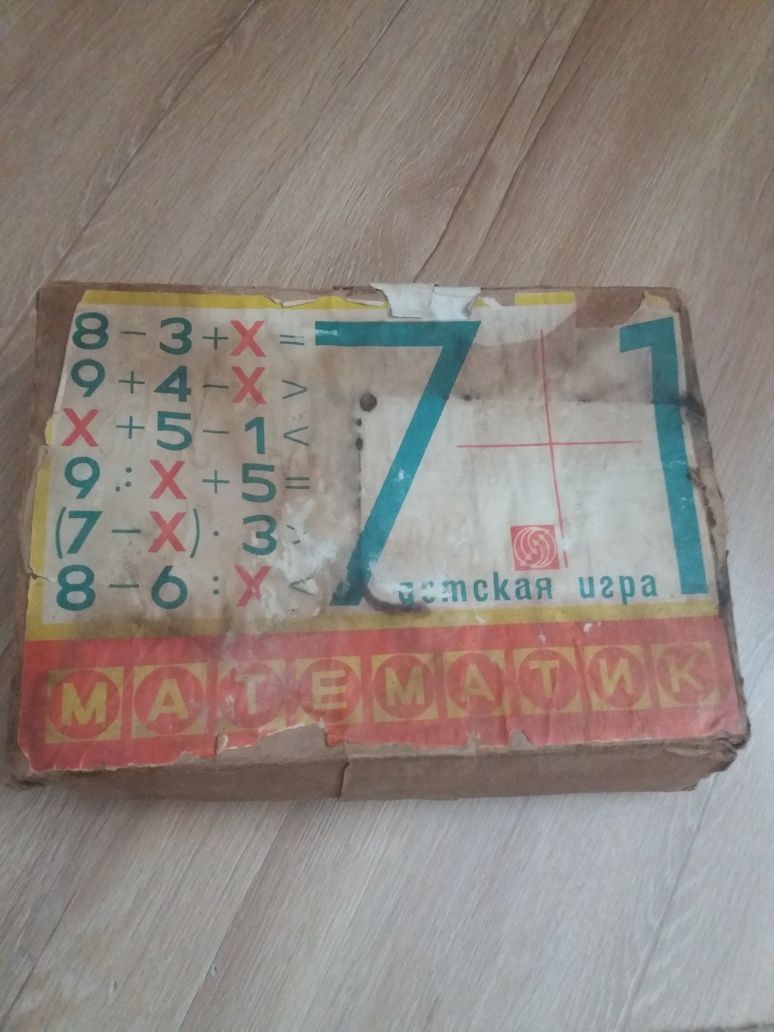 8 - 3 + X =
9 + 4 - X >
X + 5 - 1 <
9 : X + 5 =
(7 - X) · 3 >
8 - 6 : X <
7 + 1
детская игра
МАТЕМАТИК